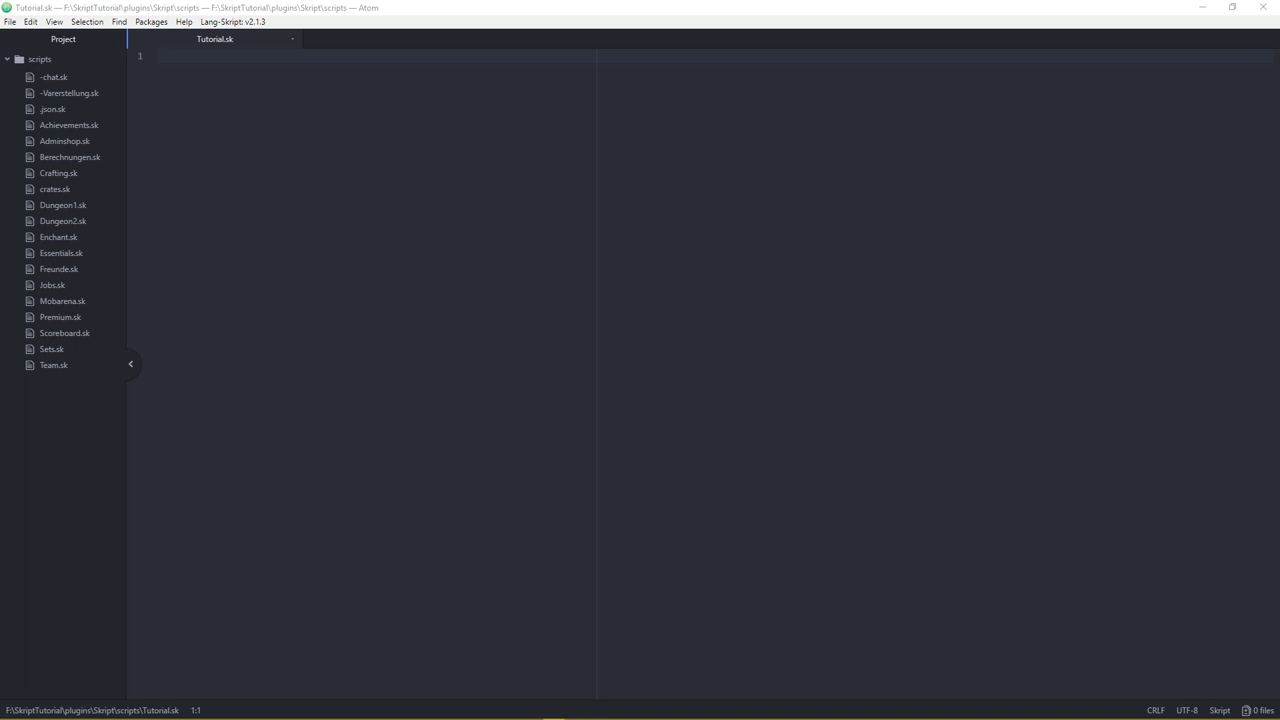 Tutorial.sk — F:\SkriptTutorial\plugins\Skript\scripts — F:\SkriptTutorial\plugins\Skript\scripts — Atom
File Edit View Selection Find Packages Help Lang-Skript: v2.1.3
Project
Tutorial.sk
scripts
1
-chat.sk
-Varerstellung.sk
.json.sk
Achievements.sk
Adminshop.sk
Berechnungen.sk
Crafting.sk
crates.sk
Dungeon1.sk
Dungeon2.sk
Enchant.sk
Essentials.sk
Freunde.sk
Jobs.sk
Mobarena.sk
Premium.sk
Scoreboard.sk
Sets.sk
Team.sk
F:\SkriptTutorial\plugins\Skript\scripts\Tutorial.sk 1:1 CRLF UTF-8 Skript 0 files